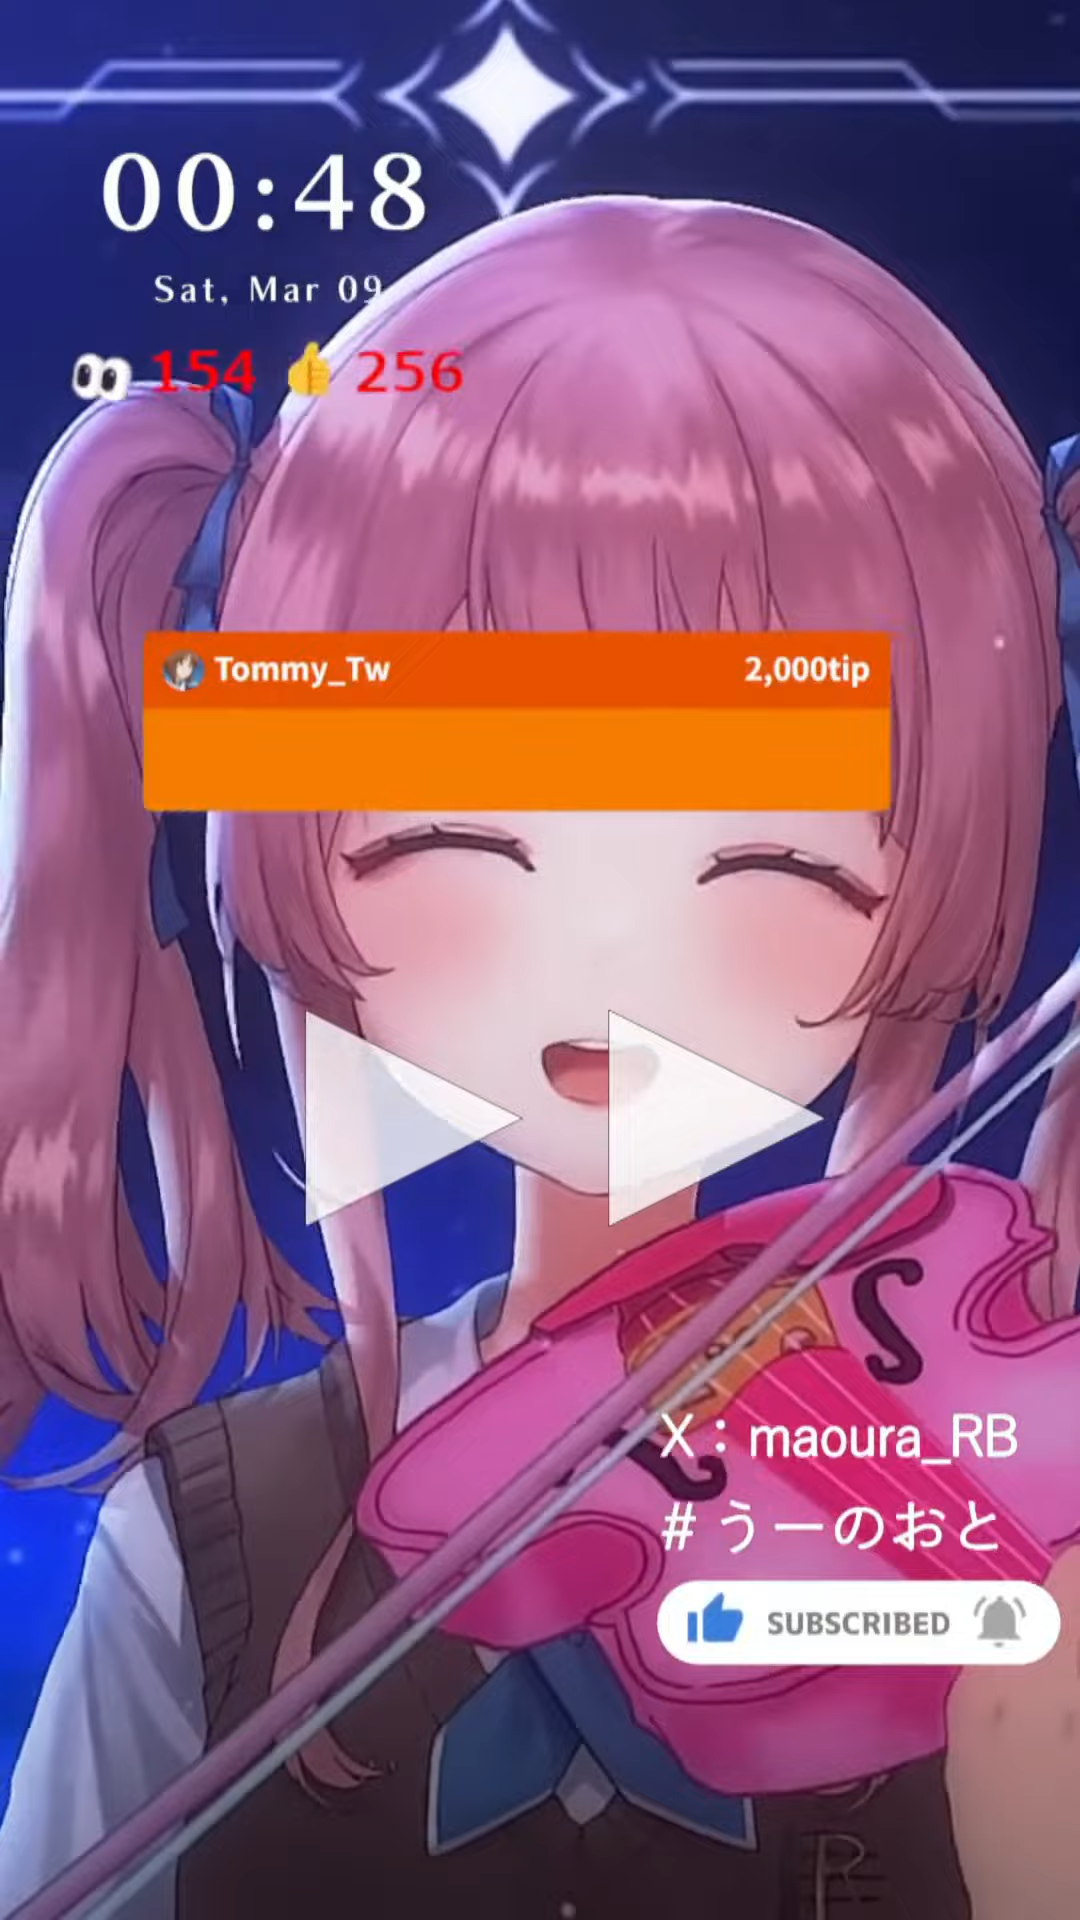 00:48
Sat, Mar 09
154 256
Tommy_Tw 2,000tip
X：maoura_RB
#うーのおと
SUBSCRIBED